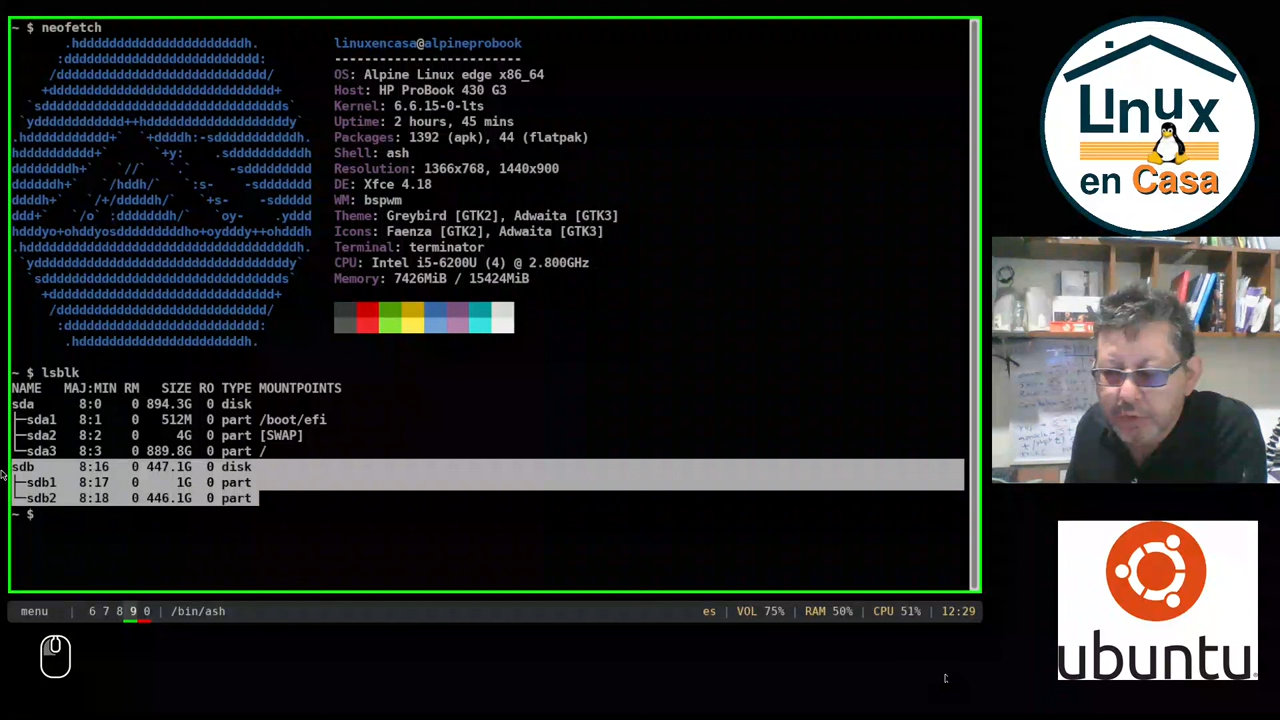 ~ $ neofetch
linuxencasa@alpineprobook
-------------------------
OS: Alpine Linux edge x86_64
Host: HP ProBook 430 G3
Kernel: 6.6.15-0-lts
Uptime: 2 hours, 45 mins
Packages: 1392 (apk), 44 (flatpak)
Shell: ash
Resolution: 1366x768, 1440x900
DE: Xfce 4.18
WM: bspwm
Theme: Greybird [GTK2], Adwaita [GTK3]
Icons: Faenza [GTK2], Adwaita [GTK3]
Terminal: terminator
CPU: Intel i5-6200U (4) @ 2.800GHz
Memory: 7426MiB / 15424MiB
~ $ lsblk
NAME MAJ:MIN RM SIZE RO TYPE MOUNTPOINTS
sda 8:0 0 894.3G 0 disk
├─sda1 8:1 0 512M 0 part /boot/efi
├─sda2 8:2 0 4G 0 part [SWAP]
└─sda3 8:3 0 889.8G 0 part /
sdb 8:16 0 447.1G 0 disk
├─sdb1 8:17 0 1G 0 part
└─sdb2 8:18 0 446.1G 0 part
~ $
menu | 6 7 8 9 0 | /bin/ash
es | VOL 75% | RAM 50% | CPU 51% | 12:29
Linux
en Casa
ubuntu